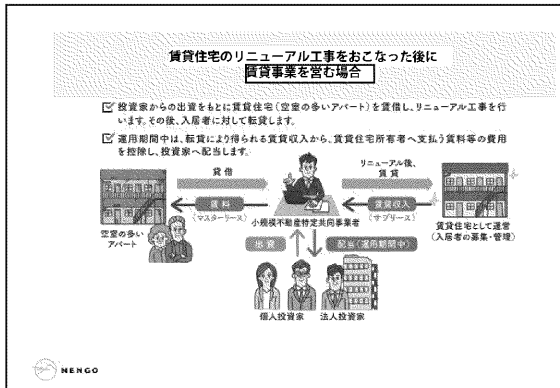 賃貸住宅のリニューアル工事をおこなった後に
賃貸事業を営む場合
投資家からの出資をもとに賃貸住宅(空室の多いアパート)を賃借し、リニューアル工事を行
います。その後、入居者に対して転貸します。
運用期間中は、転貸により得られる賃貸収入から、賃貸住宅所有者へ支払う賃料等の費用
を控除し、投資家へ配当します。
賃借
リニューアル後、
賃貸
賃料
(マスターリース)
賃貸収入
(サブリース)
空室の多い
アパート
小規模不動産特定共同事業者
賃貸住宅として運営
(入居者の募集・管理)
出資
配当(運用期間中)
個人投資家
法人投資家
NENGO